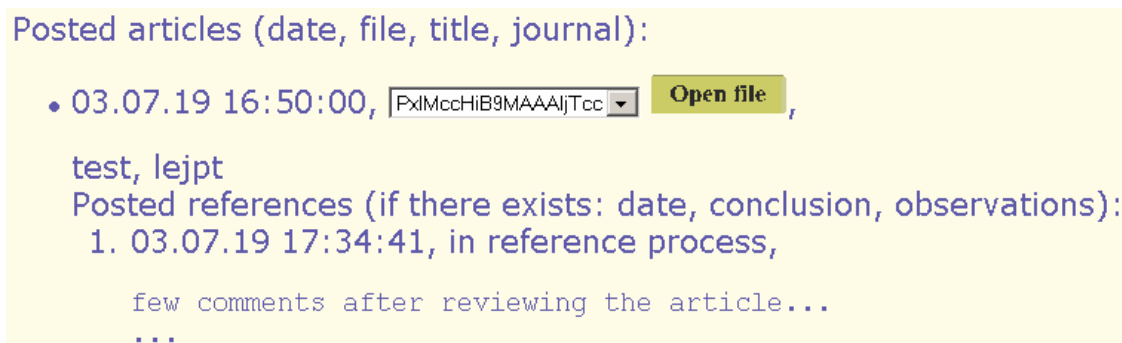 Posted articles (date, file, title, journal):
• 03.07.19 16:50:00, PxIMccHiB9MAAAIjTcc Open file ,
test, lejpt
Posted references (if there exists: date, conclusion, observations):
1. 03.07.19 17:34:41, in reference process,
few comments after reviewing the article...
...